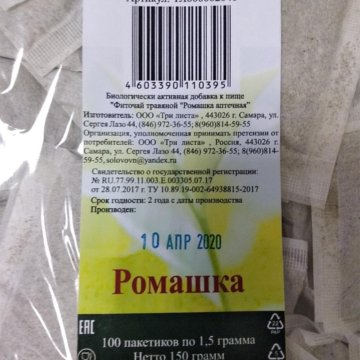 4603390110395
Биологически активная добавка к пище
"Фиточай травяной "Ромашка аптечная"
Изготовитель: ООО «Три листа» , 443026 г. Самара, ул.
Сергея Лазо 44, (846) 972-36-55; 8(960)814-59-55
Организация, уполномоченная принимать претензии от
потребителей: ООО «Три листа» , Россия, 443026 г.
Самара, ул. Сергея Лазо 44, (846) 972-36-55; 8(960)814-
59-55, solovovn@yandex.ru
Свидетельство о государственной регистрации:
№ RU.77.99.11.003.Е.003305.07.17
от 28.07.2017 г. ТУ 10.89.19-002-64938815-2017
Срок годности: 2 года с даты производства
Произведен:
10 АПР 2020
Ромашка
EAC
100 пакетиков по 1,5 грамма
Нетто 150 грамм
22
PAP
5